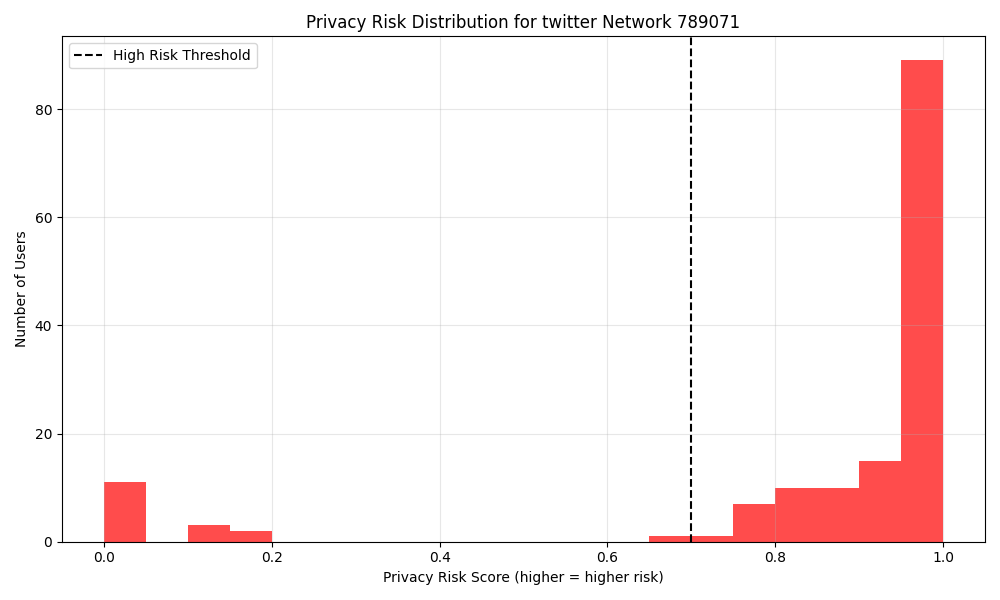 Privacy Risk Distribution for twitter Network 789071
High Risk Threshold
Number of Users
80
60
40
20
0
0.0 0.2 0.4 0.6 0.8 1.0
Privacy Risk Score (higher = higher risk)